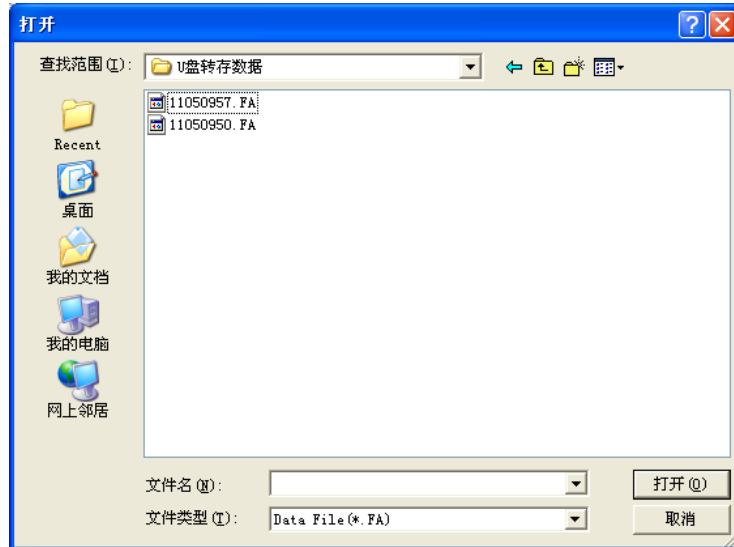 打开
查找范围(I):
U盘转存数据
11050957.FA
11050950.FA
Recent
桌面
我的文档
我的电脑
网上邻居
文件名(N):
打开(O)
文件类型(T):
Data File(*.FA)
取消